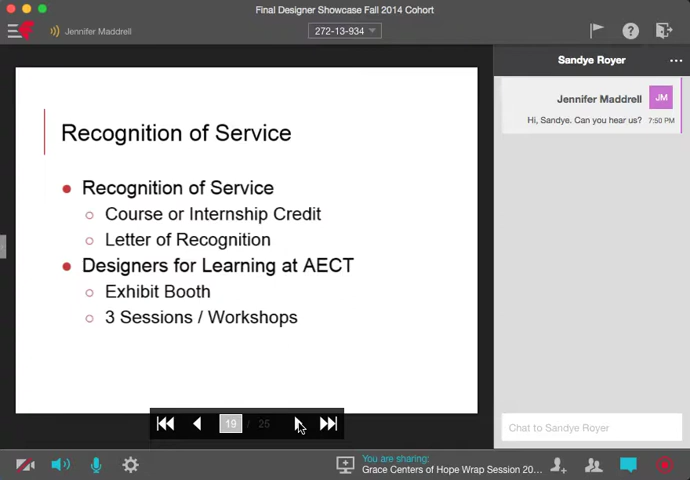 Final Designer Showcase Fall 2014 Cohort
Jennifer Maddrell
272-13-934
Sandye Royer
Jennifer Maddrell
JM
Hi, Sandye. Can you hear us?
7:50 PM
Recognition of Service
Recognition of Service
Course or Internship Credit
Letter of Recognition
Designers for Learning at AECT
Exhibit Booth
3 Sessions / Workshops
19 / 25
Chat to Sandye Royer
You are sharing:
Grace Centers of Hope Wrap Session 20...